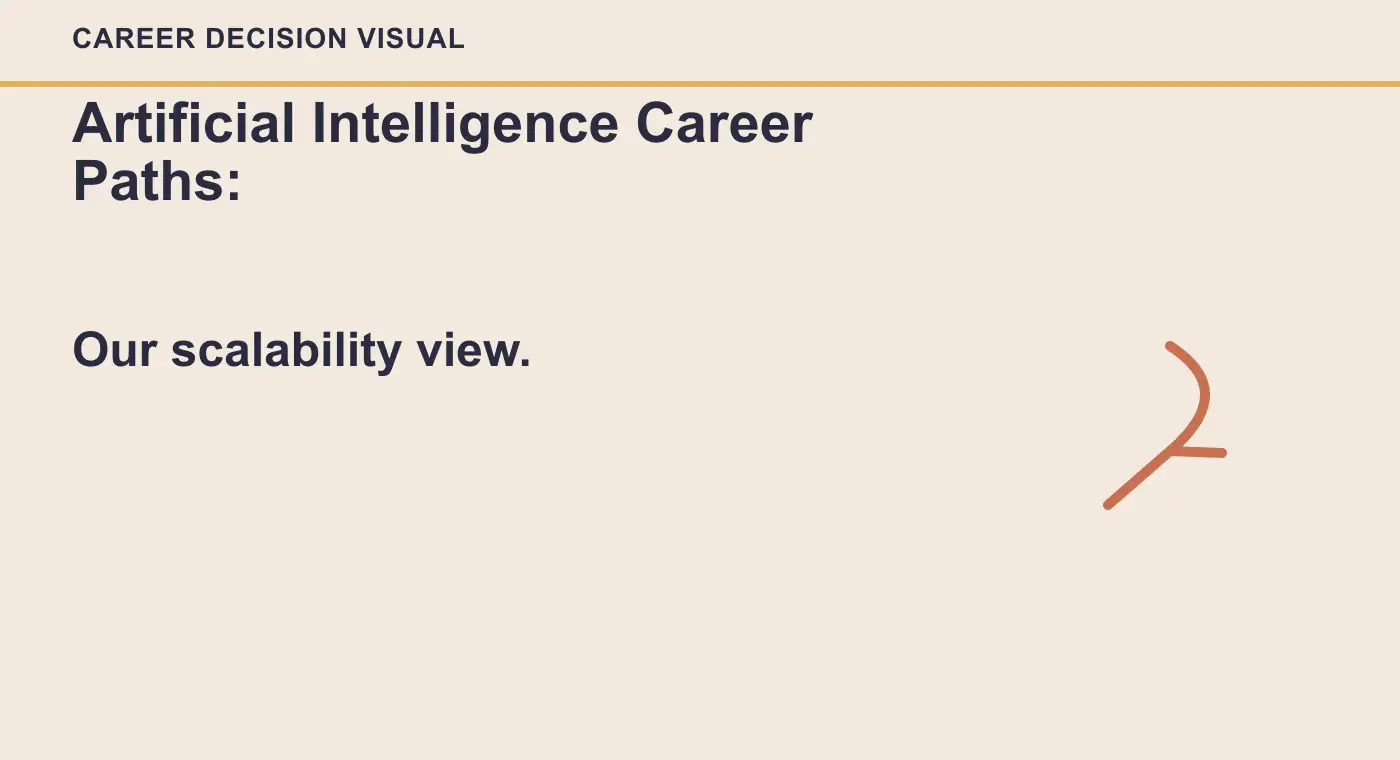 CAREER DECISION VISUAL
Artificial Intelligence Career
Paths:
Our scalability view.